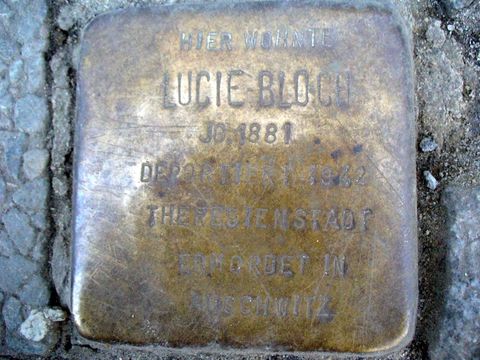 HIER WOHNTE
LUCIE BLOCH
JG.1881
DEPORTIERT 1942
THERESIENSTADT
ERMORDET IN
AUSCHWITZ